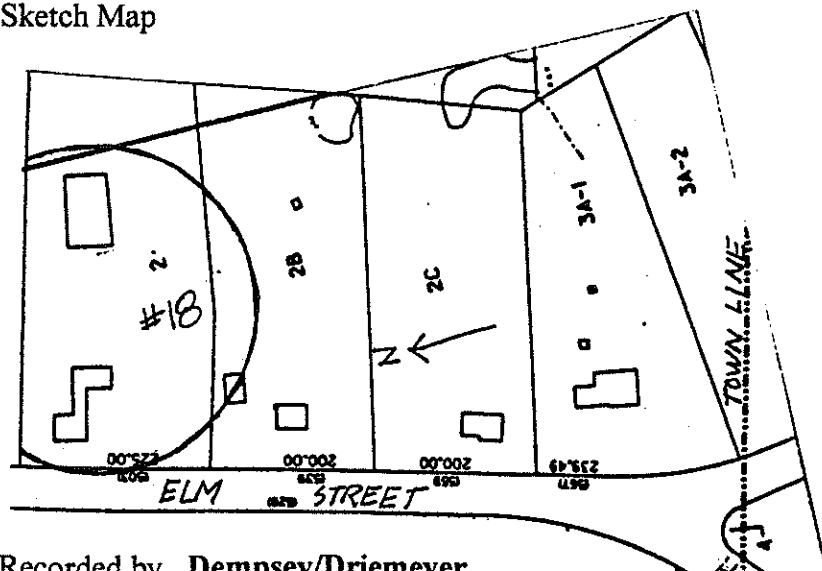 Sketch Map
3A-2
3A-1
2
2B
2C
#18
N
TOWN LINE
225.00
200.00
200.00
239.49
ELM STREET
A
Recorded by Dempsey/Driemeyer